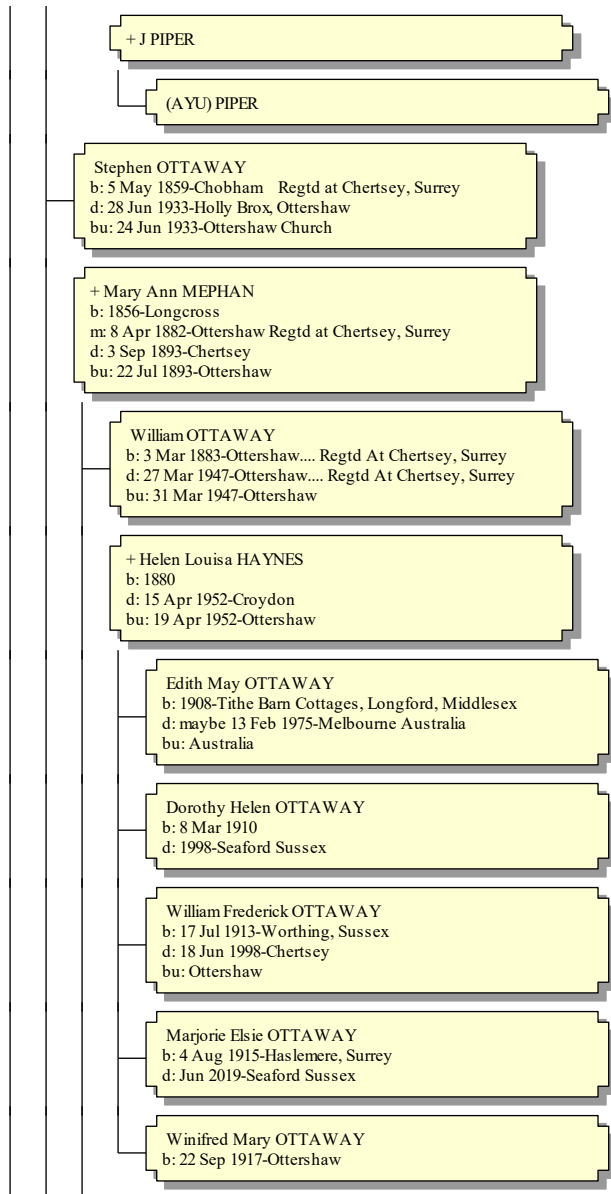 + J PIPER
(AYU) PIPER
Stephen OTTAWAY
b: 5 May 1859-Chobham Regtd at Chertsey, Surrey
d: 28 Jun 1933-Holly Brox, Ottershaw
bu: 24 Jun 1933-Ottershaw Church
+ Mary Ann MEPHAN
b: 1856-Longcross
m: 8 Apr 1882-Ottershaw Regtd at Chertsey, Surrey
d: 3 Sep 1893-Chertsey
bu: 22 Jul 1893-Ottershaw
William OTTAWAY
b: 3 Mar 1883-Ottershaw.... Regtd At Chertsey, Surrey
d: 27 Mar 1947-Ottershaw.... Regtd At Chertsey, Surrey
bu: 31 Mar 1947-Ottershaw
+ Helen Louisa HAYNES
b: 1880
d: 15 Apr 1952-Croydon
bu: 19 Apr 1952-Ottershaw
Edith May OTTAWAY
b: 1908-Tithe Barn Cottages, Longford, Middlesex
d: maybe 13 Feb 1975-Melbourne Australia
bu: Australia
Dorothy Helen OTTAWAY
b: 8 Mar 1910
d: 1998-Seaford Sussex
William Frederick OTTAWAY
b: 17 Jul 1913-Worthing, Sussex
d: 18 Jun 1998-Chertsey
bu: Ottershaw
Marjorie Elsie OTTAWAY
b: 4 Aug 1915-Haslemere, Surrey
d: Jun 2019-Seaford Sussex
Winifred Mary OTTAWAY
b: 22 Sep 1917-Ottershaw